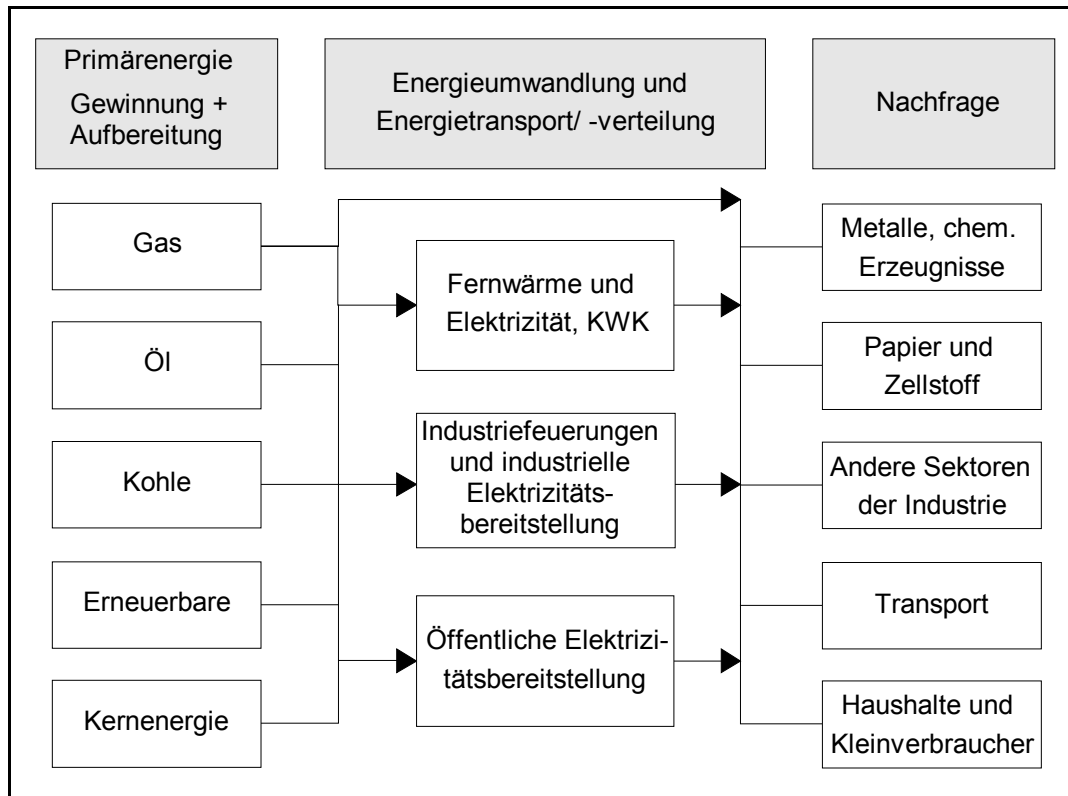 Primärenergie
Gewinnung +
Aufbereitung
Energieumwandlung und
Energietransport/ -verteilung
Nachfrage
Gas
Öl
Kohle
Erneuerbare
Kernenergie
Fernwärme und
Elektrizität, KWK
Industriefeuerungen
und industrielle
Elektrizitäts-
bereitstellung
Öffentliche Elektrizi-
tätsbereitstellung
Metalle, chem.
Erzeugnisse
Papier und
Zellstoff
Andere Sektoren
der Industrie
Transport
Haushalte und
Kleinverbraucher